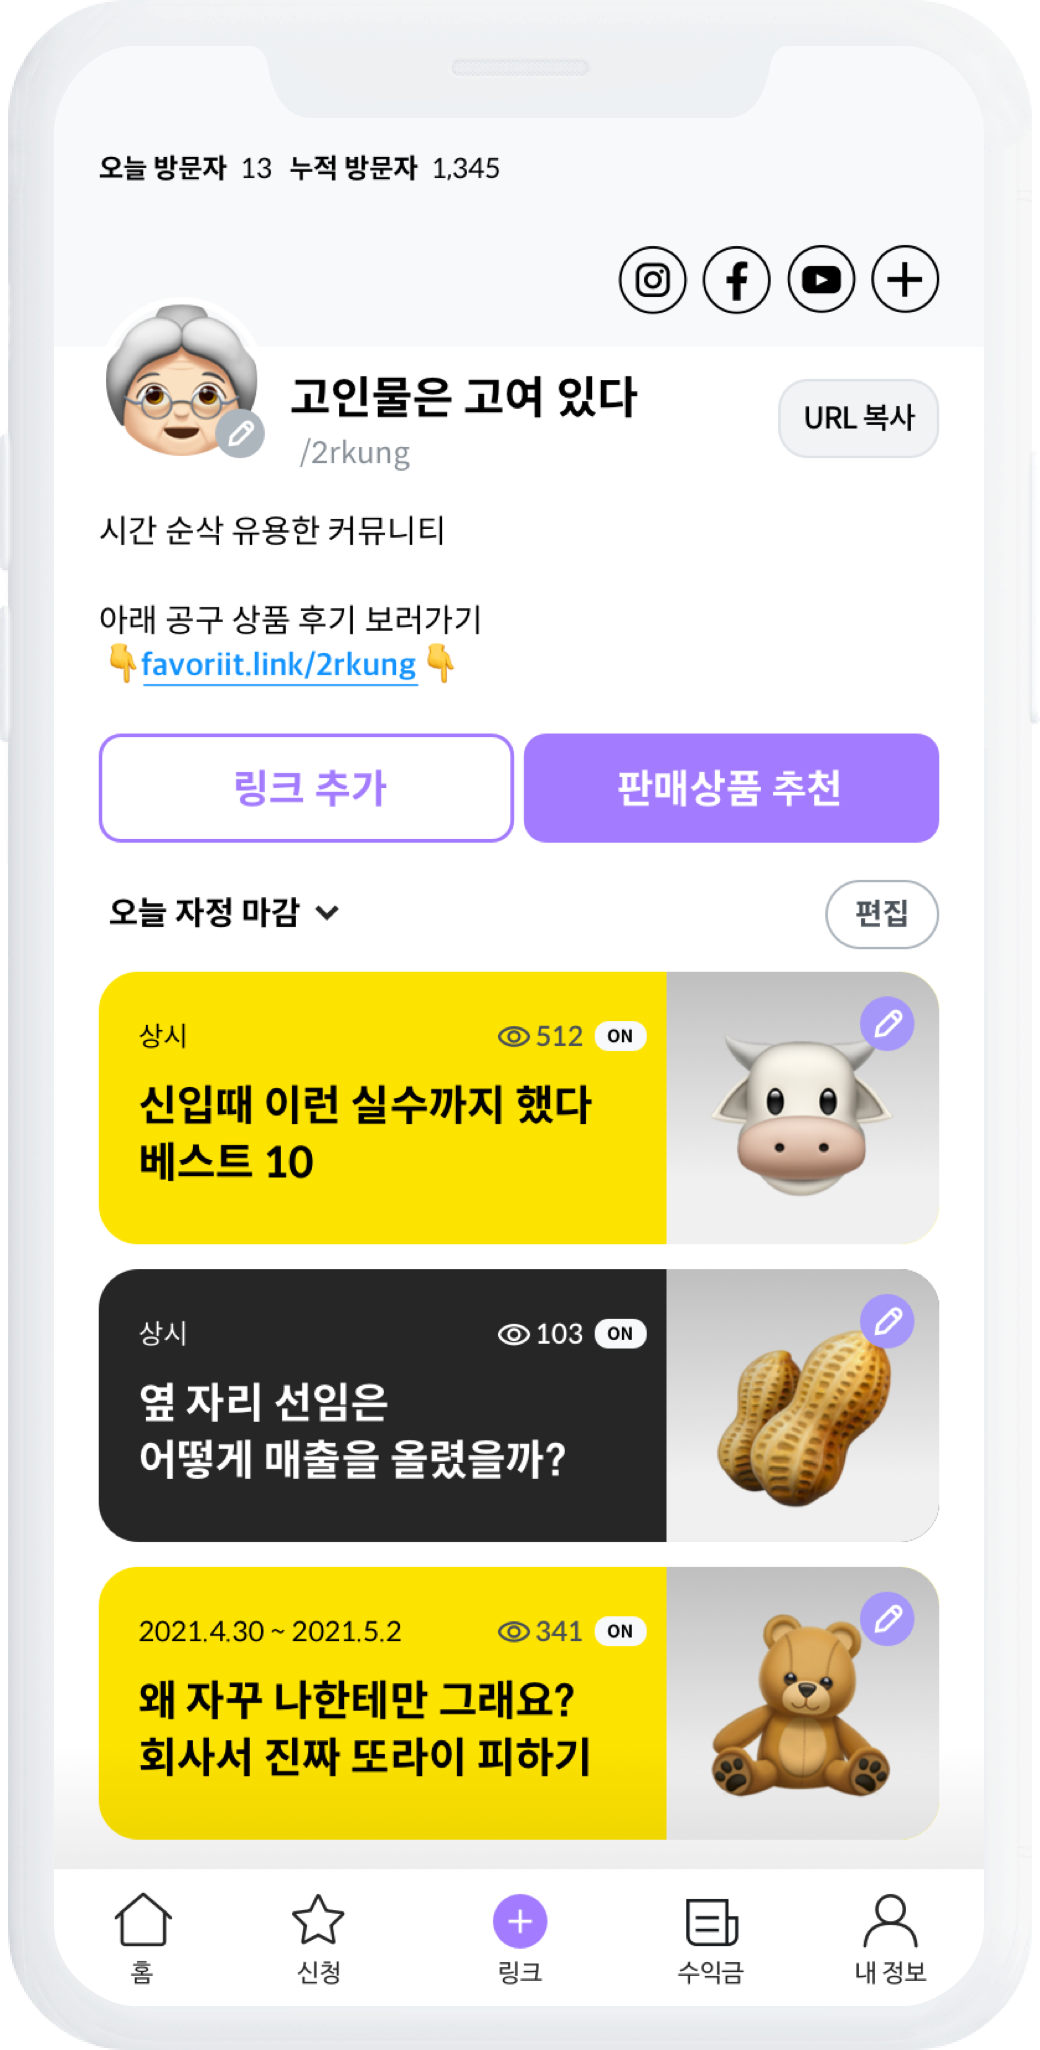 오늘 방문자 13 누적 방문자 1,345
고인물은 고여 있다
URL 복사
/2rkung
시간 순삭 유용한 커뮤니티
아래 공구 상품 후기 보러가기
👇favoriit.link/2rkung 👇
링크 추가
판매상품 추천
오늘 자정 마감
편집
상시
512 ON
신입때 이런 실수까지 했다
베스트 10
상시
103 ON
옆 자리 선임은
어떻게 매출을 올렸을까?
2021.4.30 ~ 2021.5.2
341 ON
왜 자꾸 나한테만 그래요?
회사서 진짜 또라이 피하기
홈
신청
링크
수익금
내 정보